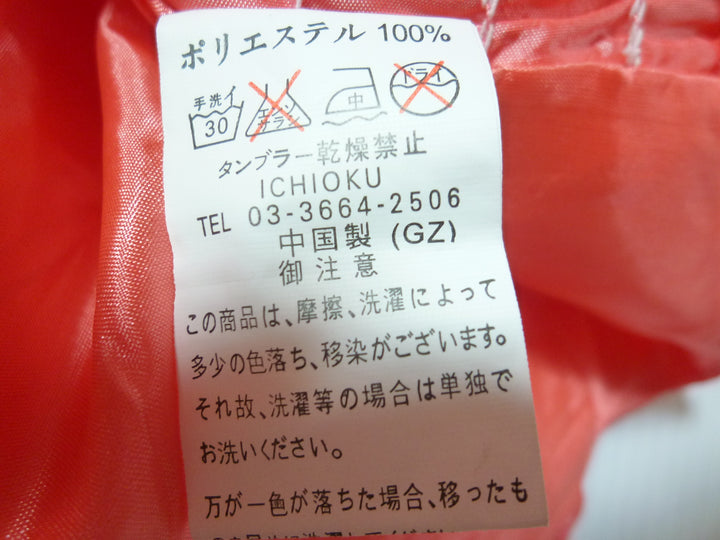 ポリエステル 100%
手洗イ 30 エンソサラシ 中 ドライ
タンブラー乾燥禁止
ICHIOKU
TEL 03-3664-2506
中国製 (GZ)
御注意
この商品は、摩擦、洗濯によって
多少の色落ち、移染がございます。
それ故、洗濯等の場合は単独で
お洗いください。
万が一色が落ちた場合、移ったも